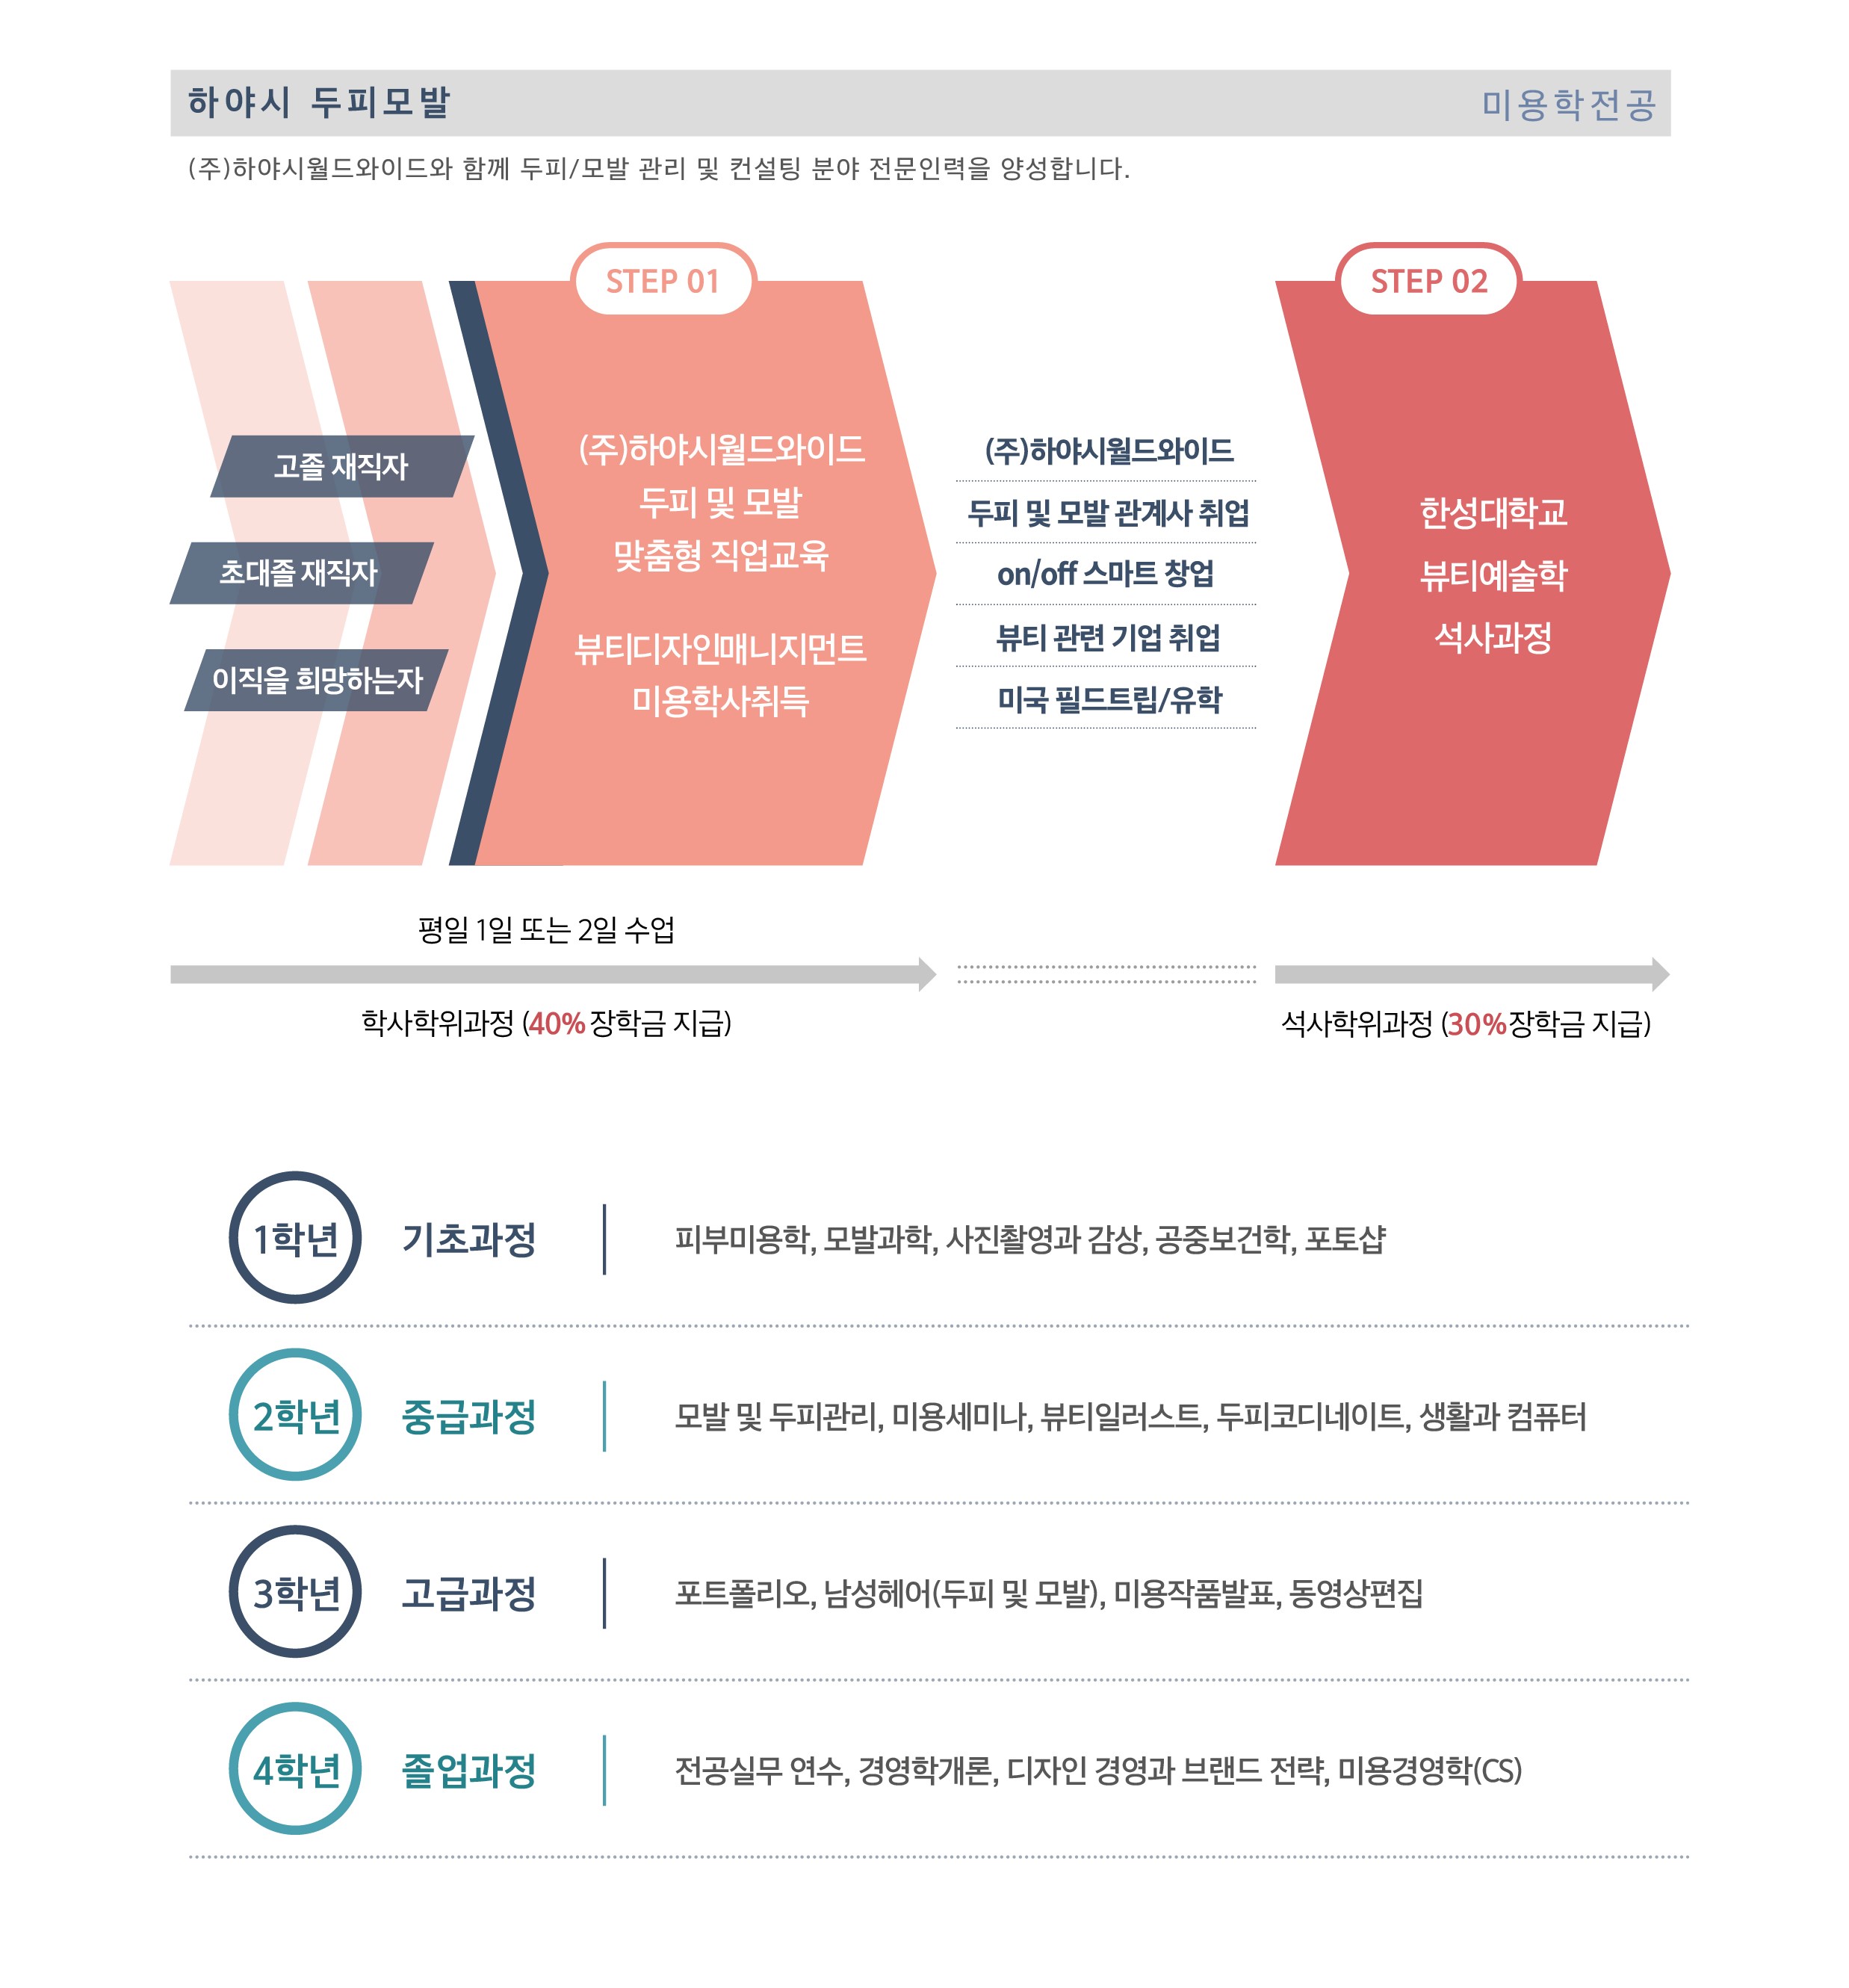 하야시 두피모발
미용학전공
(주)하야시월드와이드와 함께 두피/모발 관리 및 컨설팅 분야 전문인력을 양성합니다.
고졸 재직자
초대졸 재직자
이직을 희망하는자
STEP 01
(주)하야시월드와이드
두피 및 모발
맞춤형 직업교육
뷰티디자인매니지먼트
미용학사취득
(주)하야시월드와이드
두피 및 모발 관계사 취업
on/off 스마트 창업
뷰티 관련 기업 취업
미국 필드트립/유학
STEP 02
한성대학교
뷰티예술학
석사과정
평일 1일 또는 2일 수업
학사학위과정 (40% 장학금 지급)
석사학위과정 (30%장학금 지급)
1학년 기초과정 피부미용학, 모발과학, 사진촬영과 감상, 공중보건학, 포토샵
2학년 중급과정 모발 및 두피관리, 미용세미나, 뷰티일러스트, 두피코디네이트, 생활과 컴퓨터
3학년 고급과정 포트폴리오, 남성헤어(두피 및 모발), 미용작품발표, 동영상편집
4학년 졸업과정 전공실무 연수, 경영학개론, 디자인 경영과 브랜드 전략, 미용경영학(CS)